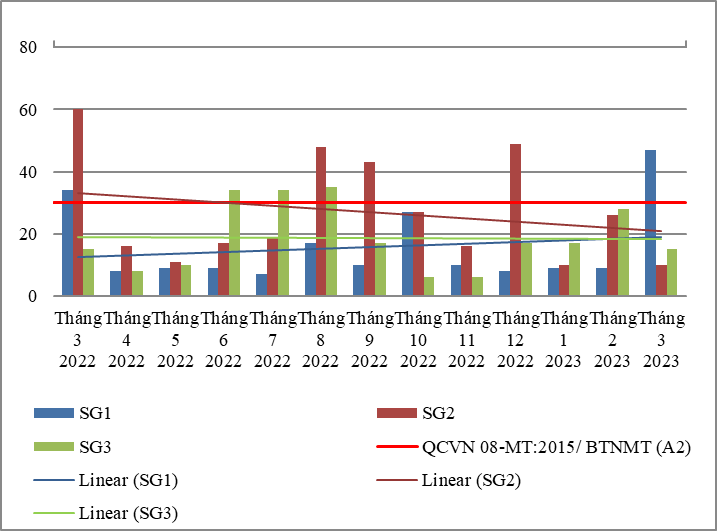 80
60
40
20
0
Tháng Tháng Tháng Tháng Tháng Tháng Tháng Tháng Tháng Tháng Tháng Tháng Tháng
3 4 5 6 7 8 9 10 11 12 1 2 3
2022 2022 2022 2022 2022 2022 2022 2022 2022 2022 2023 2023 2023
SG1 SG2
SG3 QCVN 08-MT:2015/ BTNMT (A2)
Linear (SG1) Linear (SG2)
Linear (SG3)